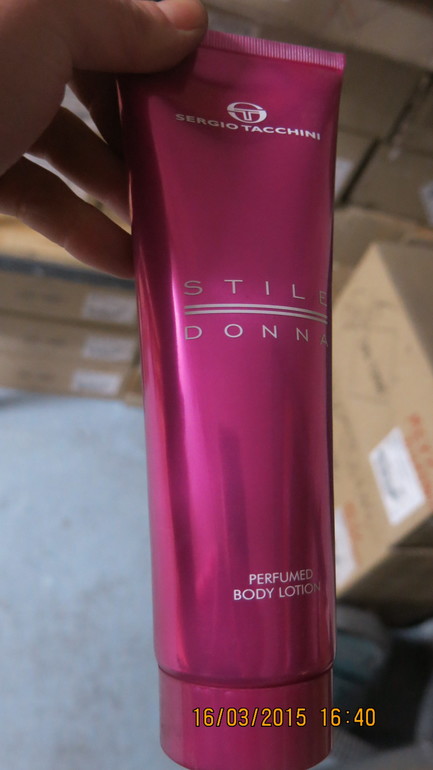 SERGIO TACCHINI
STILE
DONNA
PERFUMED
BODY LOTION
16/03/2015 16:40